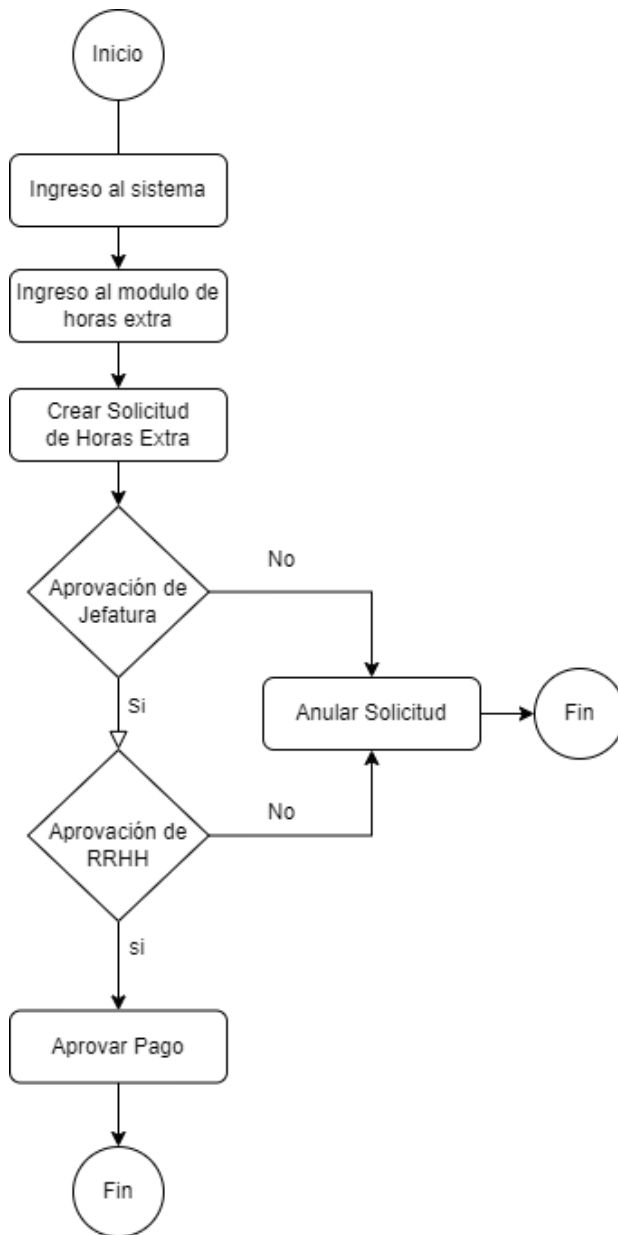 Inicio
Ingreso al sistema
Ingreso al modulo de
horas extra
Crear Solicitud
de Horas Extra
No
Aprovación de
Jefatura
Si
Anular Solicitud
Fin
No
Aprovación de
RRHH
si
Aprovar Pago
Fin